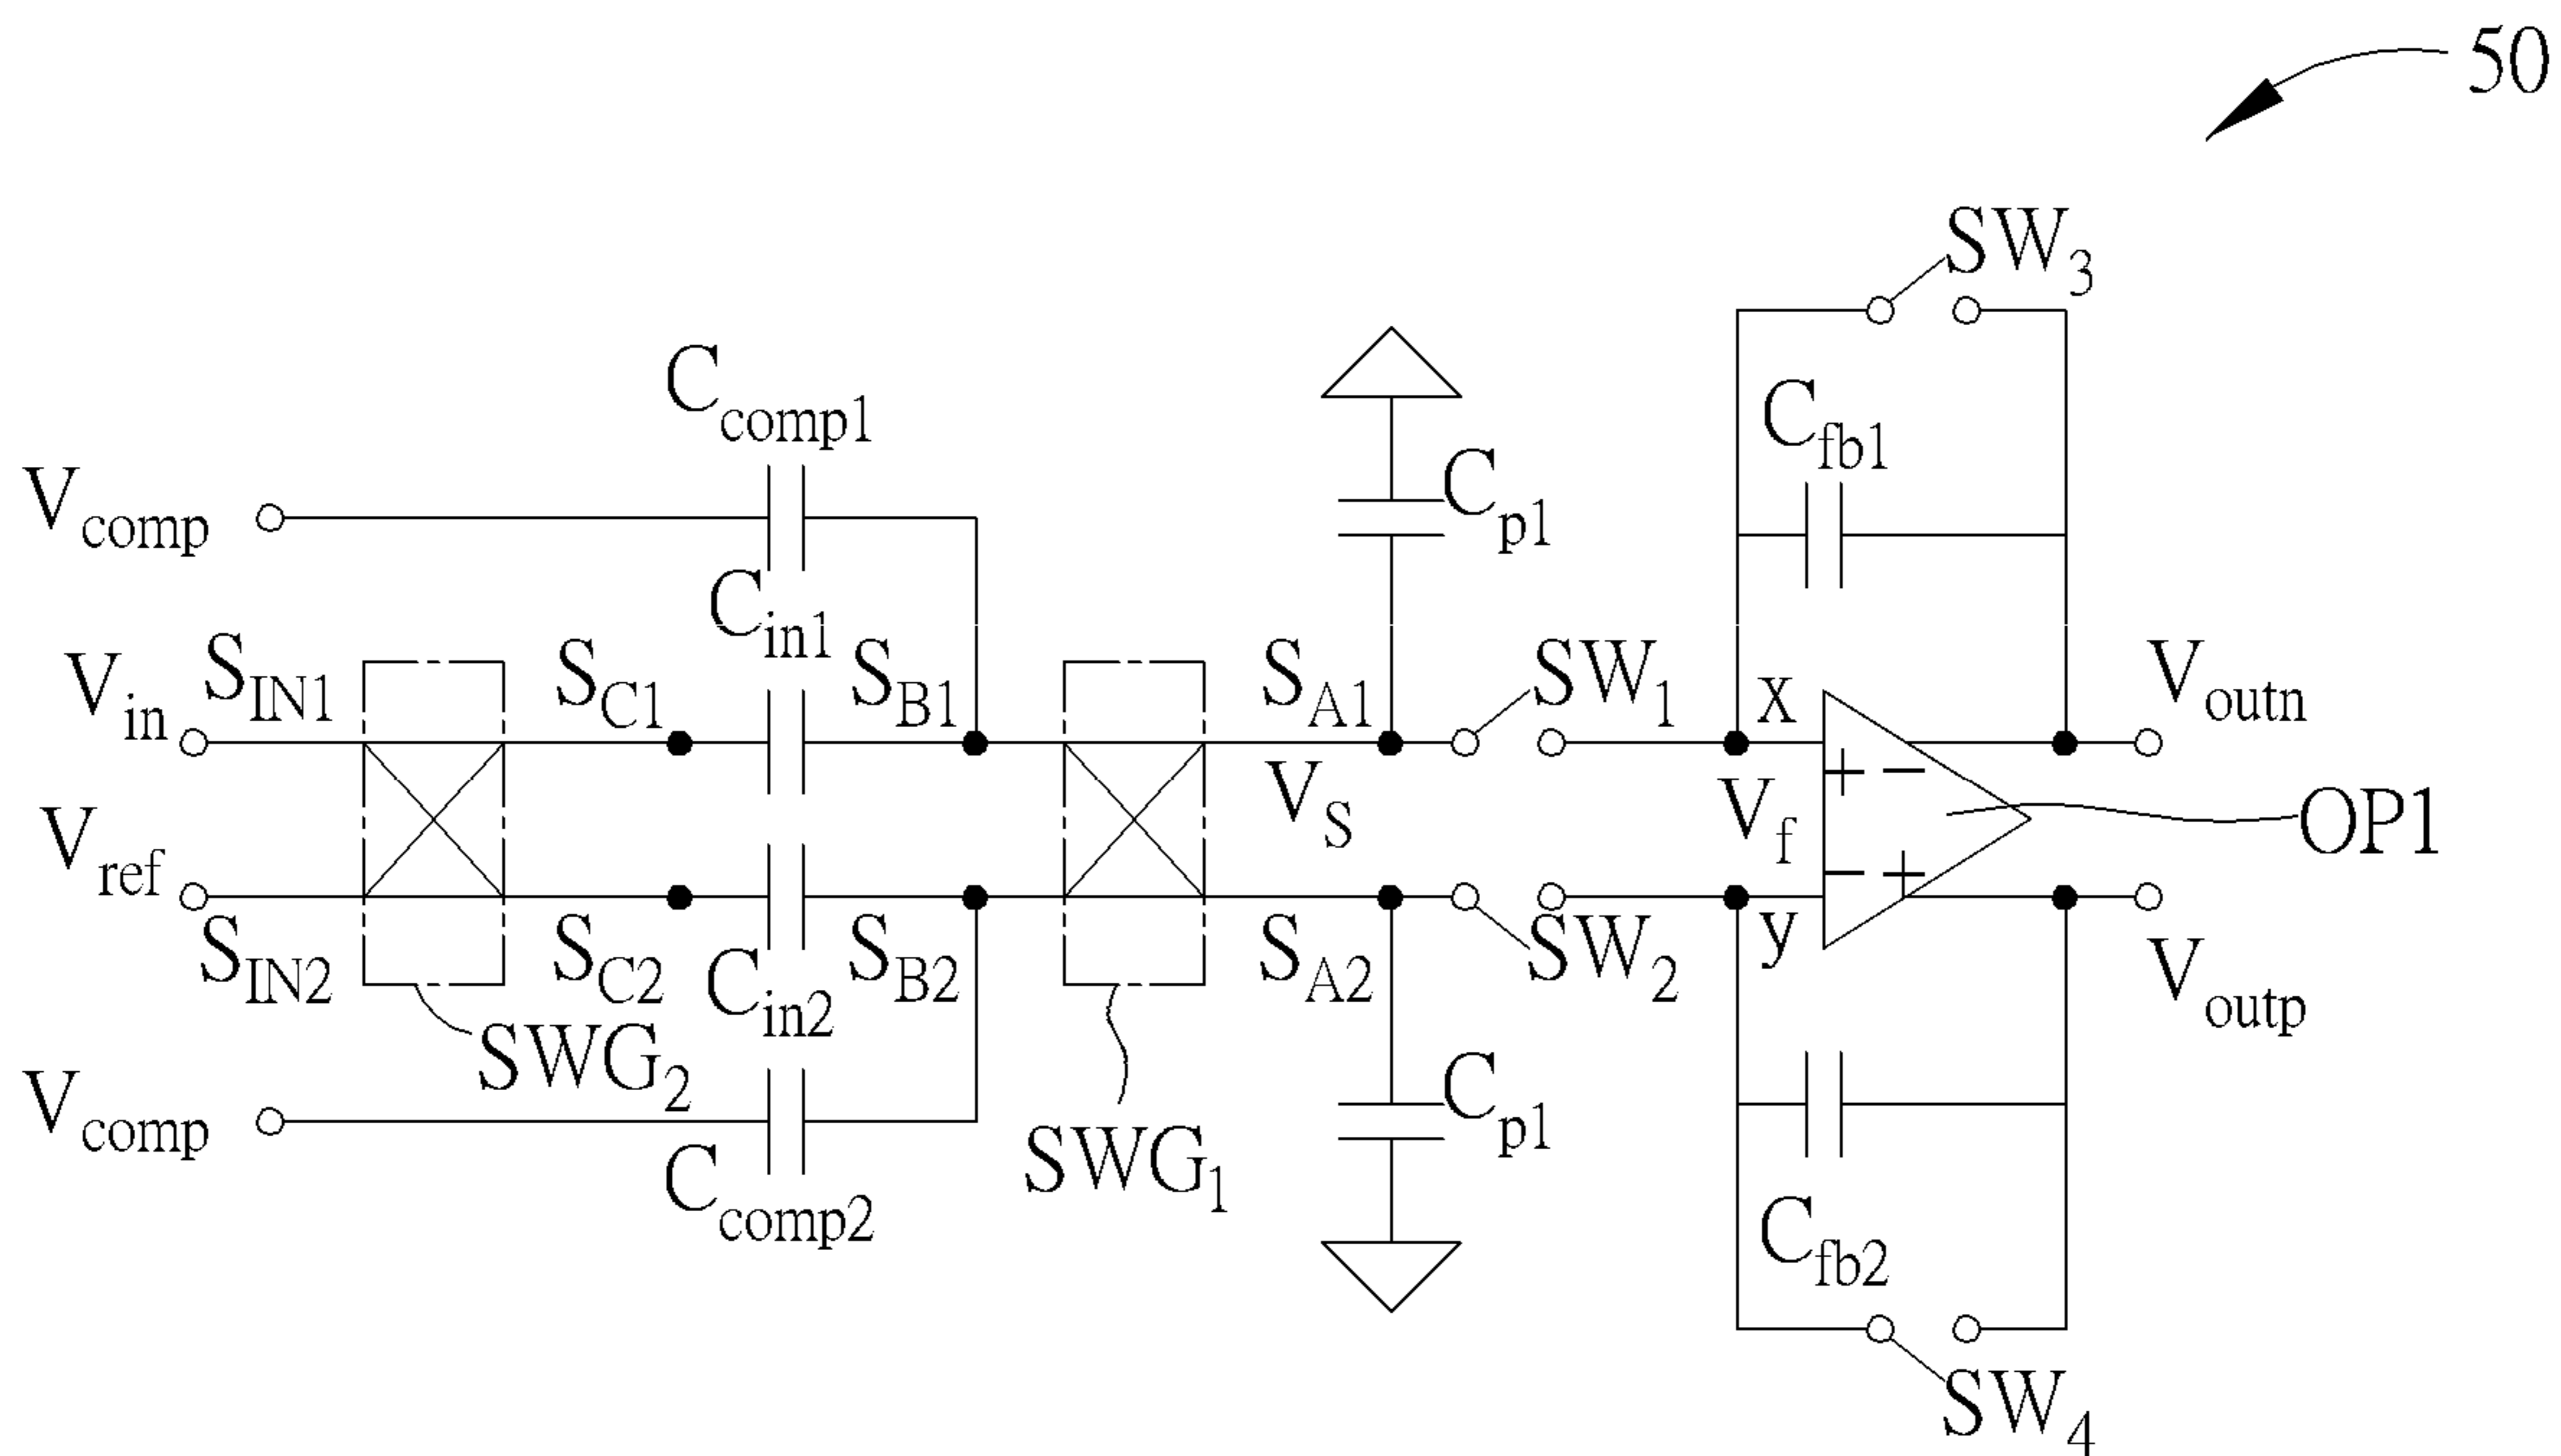 50
SW3
Ccomp1
Cfb1
Vcomp
Cp1
Cin1
Vin
SIN1
SC1
SB1
SA1
SW1
x
Voutn
+ −
VS
Vf
OP1
Vref
− +
SIN2
SC2
Cin2
SB2
SA2
SW2
y
Voutp
SWG2
Vcomp
Cp1
SWG1
Ccomp2
Cfb2
SW4